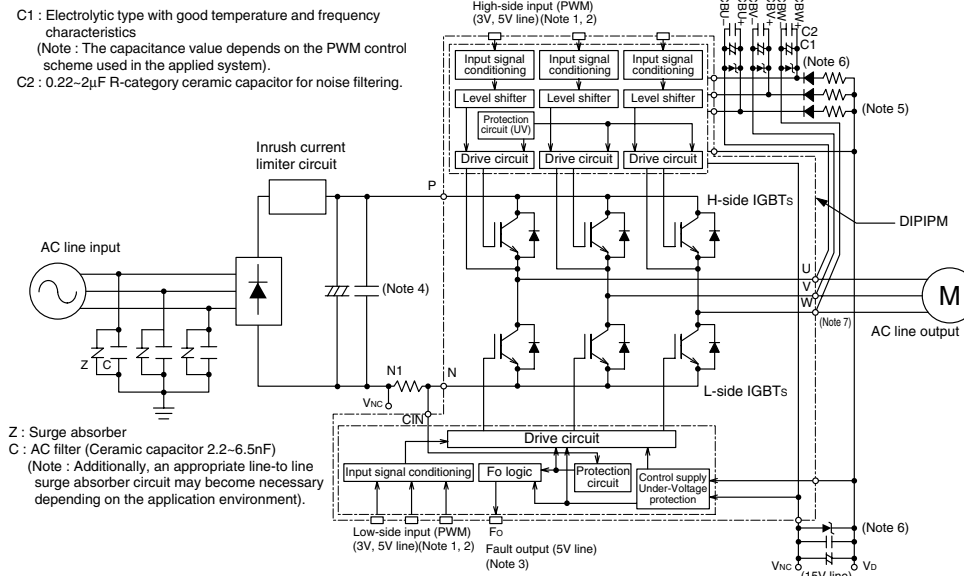 C1 : Electrolytic type with good temperature and frequency
characteristics
(Note : The capacitance value depends on the PWM control
scheme used in the applied system).
C2 : 0.22~2μF R-category ceramic capacitor for noise filtering.
High-side input (PWM)
(3V, 5V line)(Note 1, 2)
CBU–
CBU+
CBV–
CBV+
CBW–
CBW+
C2
C1
(Note 6)
(Note 5)
Input signal
conditioning
Input signal
conditioning
Input signal
conditioning
Level shifter
Level shifter
Level shifter
Protection
circuit (UV)
Drive circuit
Drive circuit
Drive circuit
Inrush current
limiter circuit
P
H-side IGBTS
DIPIPM
AC line input
(Note 4)
U
V
W
M
(Note 7)
AC line output
Z
C
N1
N
VNC
CIN
L-side IGBTS
Z : Surge absorber
C : AC filter (Ceramic capacitor 2.2~6.5nF)
(Note : Additionally, an appropriate line-to line
surge absorber circuit may become necessary
depending on the application environment).
Drive circuit
Input signal conditioning
Fo logic
Protection
circuit
Control supply
Under-Voltage
protection
Low-side input (PWM)
(3V, 5V line)(Note 1, 2)
FO
Fault output (5V line)
(Note 3)
(Note 6)
VNC
VD
(15V line)